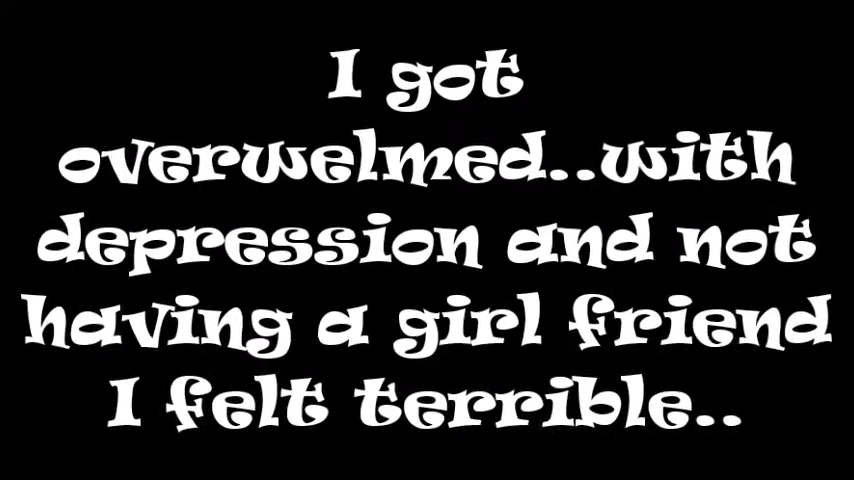 I got
overwelmed..with
depression and not
having a girl friend
I felt terrible..